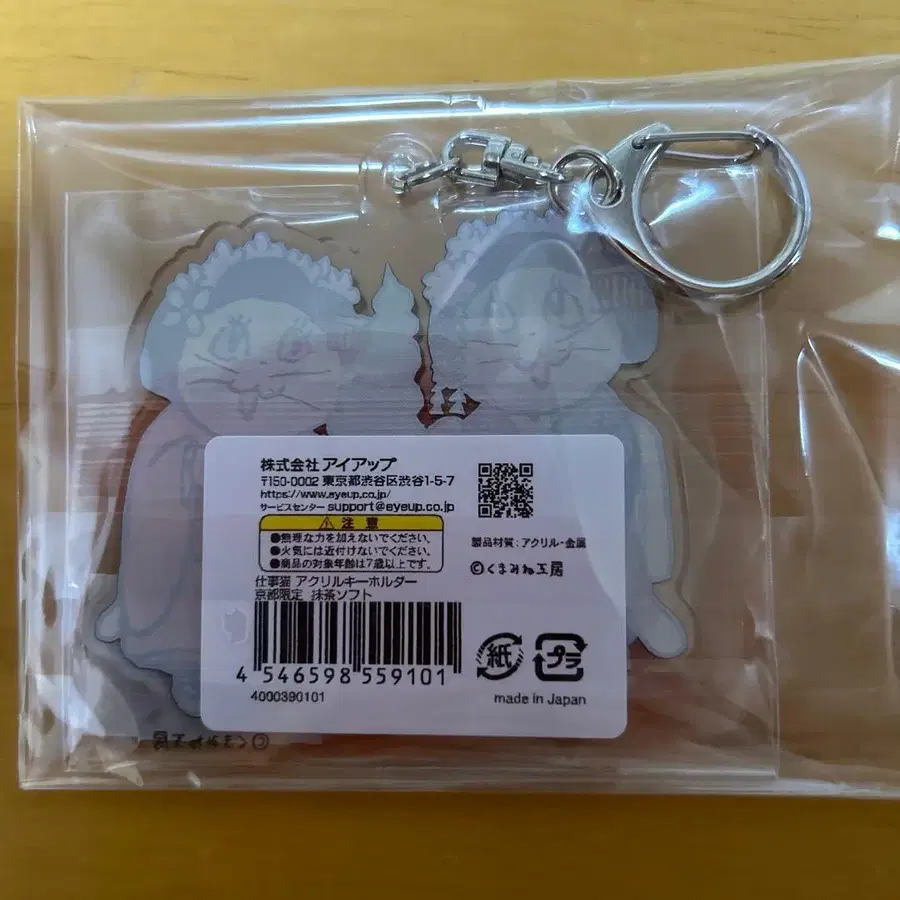 株式会社 アイアップ
〒150-0002 東京都渋谷区渋谷1-5-7
https://www.eyeup.co.jp/
サービスセンター support@eyeup.co.jp
⚠ 注意
●無理な力を加えないでください。
●火気には近付けないでください。
●商品の対象年齢は7歳以上です。
製品材質:アクリル・金属
©くまみね工房
仕事猫 アクリルキーホルダー
京都限定 抹茶ソフト
4 546598 559101
4000390101
紙
プラ
made in Japan
©くまみね工房